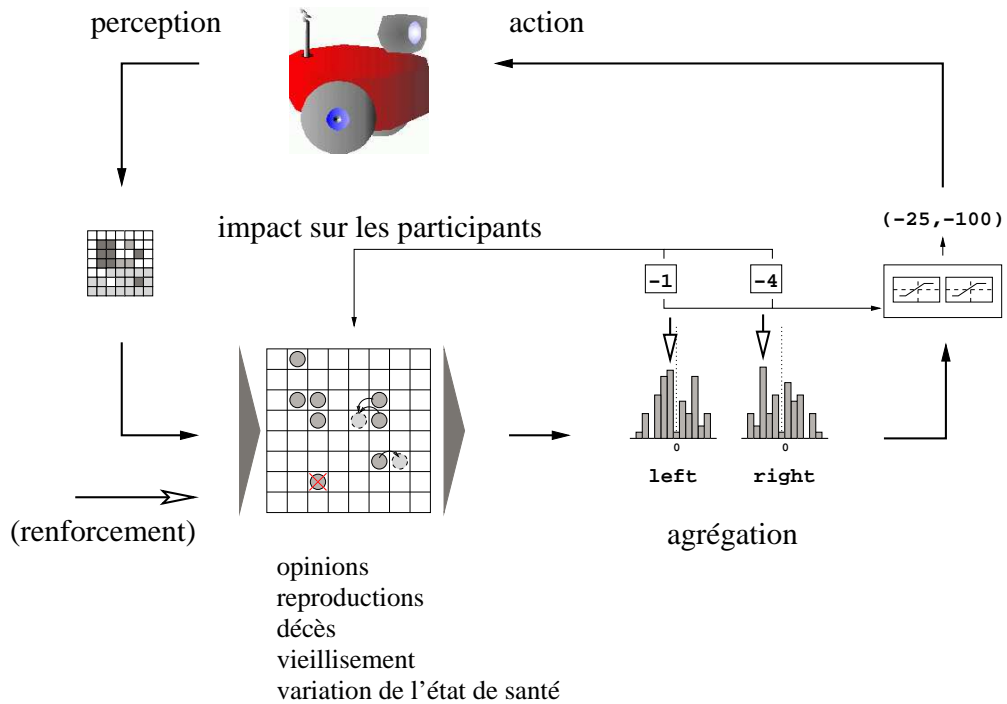 perception
action
(-25,-100)
impact sur les participants
-1
-4
0
0
left
right
(renforcement)
agrégation
opinions
reproductions
décès
vieillisement
variation de l'état de santé